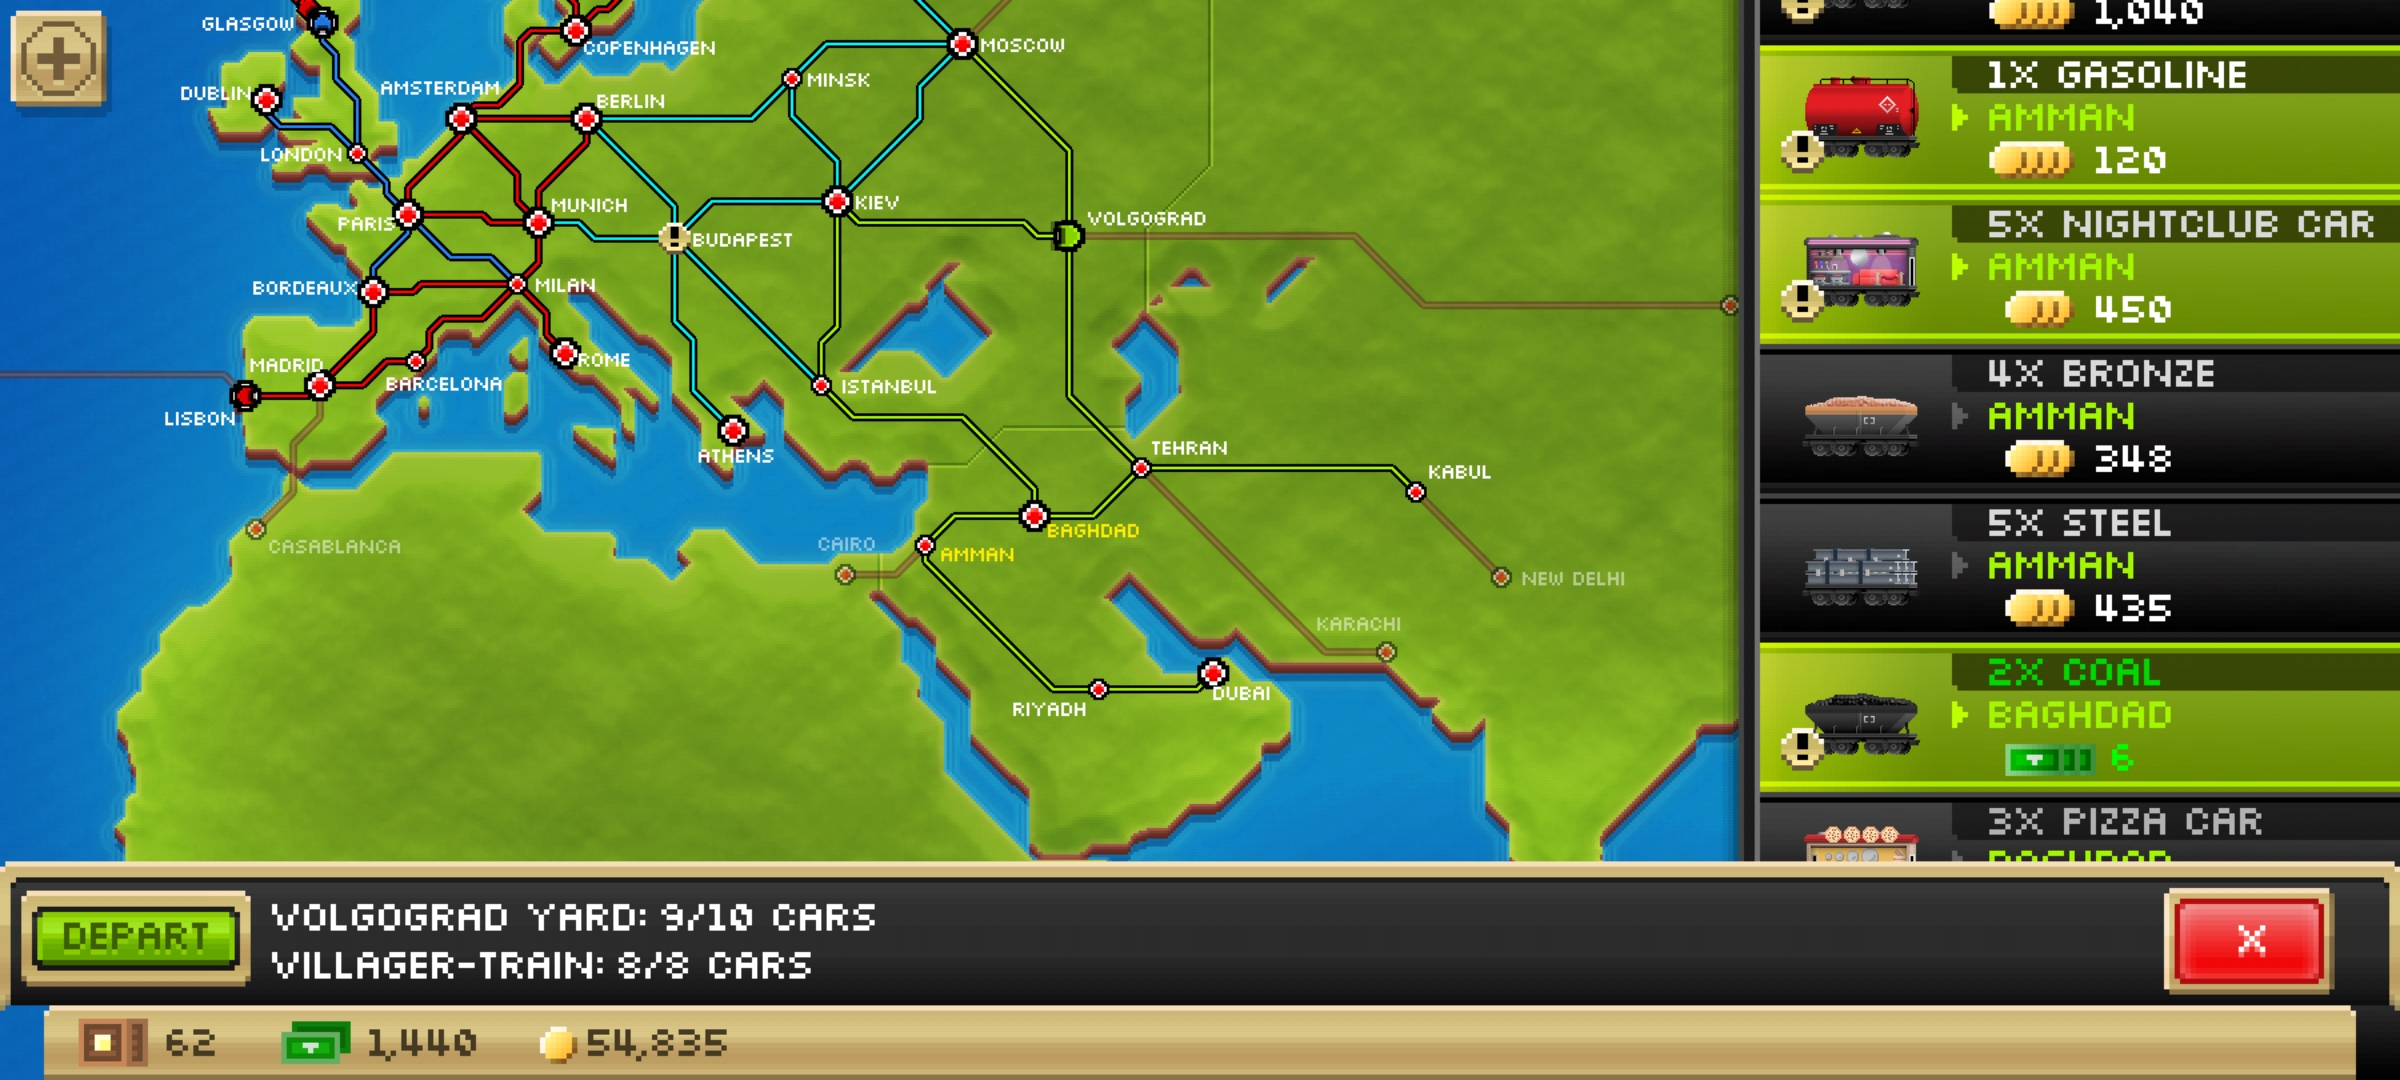 GLASGOW
COPENHAGEN
MOSCOW
MINSK
AMSTERDAM
BERLIN
DUBLIN
LONDON
MUNICH
KIEV
PARIS
BUDAPEST
VOLGOGRAD
BORDEAUX
MILAN
MADRID
ROME
BARCELONA
ISTANBUL
LISBON
ATHENS
TEHRAN
KABUL
CASABLANCA
CAIRO
AMMAN
BAGHDAD
NEW DELHI
KARACHI
RIYADH
DUBAI
1,040
1X GASOLINE
AMMAN
120
5X NIGHTCLUB CAR
AMMAN
450
4X BRONZE
AMMAN
348
5X STEEL
AMMAN
435
2X COAL
BAGHDAD
6
3X PIZZA CAR
BAGHDAD
DEPART
VOLGOGRAD YARD: 9/10 CARS
VILLAGER-TRAIN: 8/8 CARS
X
62
1,440
54,835